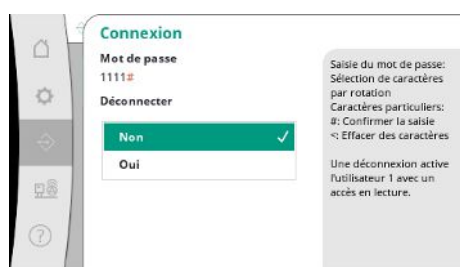 Connexion
Mot de passe
1111#
Déconnecter
Non
Oui
Saisie du mot de passe:
Sélection de caractères
par rotation
Caractères particuliers:
#: Confirmer la saisie
<: Effacer des caractères
Une déconnexion active
l'utilisateur 1 avec un
accès en lecture.